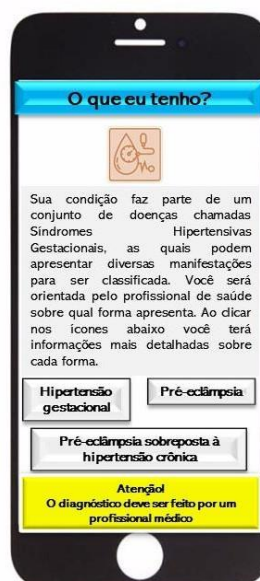 O que eu tenho?
Sua condição faz parte de um
conjunto de doenças chamadas
Síndromes Hipertensivas
Gestacionais, as quais podem
apresentar diversas manifestações
para ser classificada. Você será
orientada pelo profissional de saúde
sobre qual forma apresenta. Ao clicar
nos ícones abaixo você terá
informações mais detalhadas sobre
cada forma.
Hipertensão
gestacional
Pré-eclâmpsia
Pré-eclâmpsia sobreposta à
hipertensão crônica
Atenção!
O diagnóstico deve ser feito por um
profissional médico